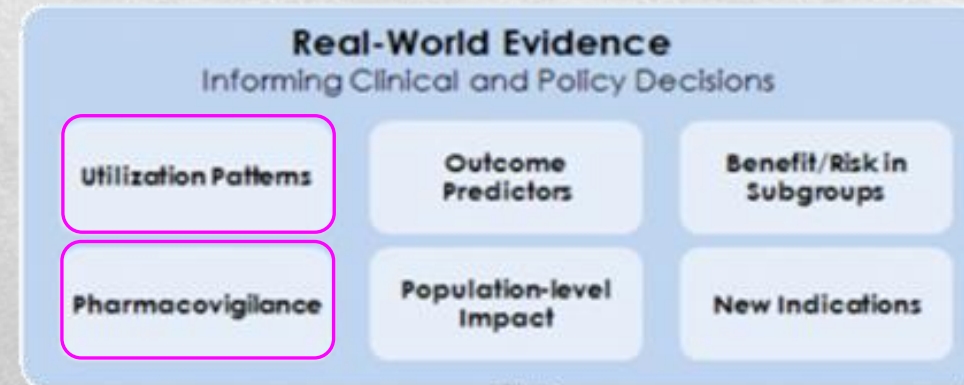 Real-World Evidence
Informing Clinical and Policy Decisions
Utilization Patterns
Outcome
Predictors
Benefit/Risk in
Subgroups
Pharmacovigilance
Population-level
Impact
New Indications